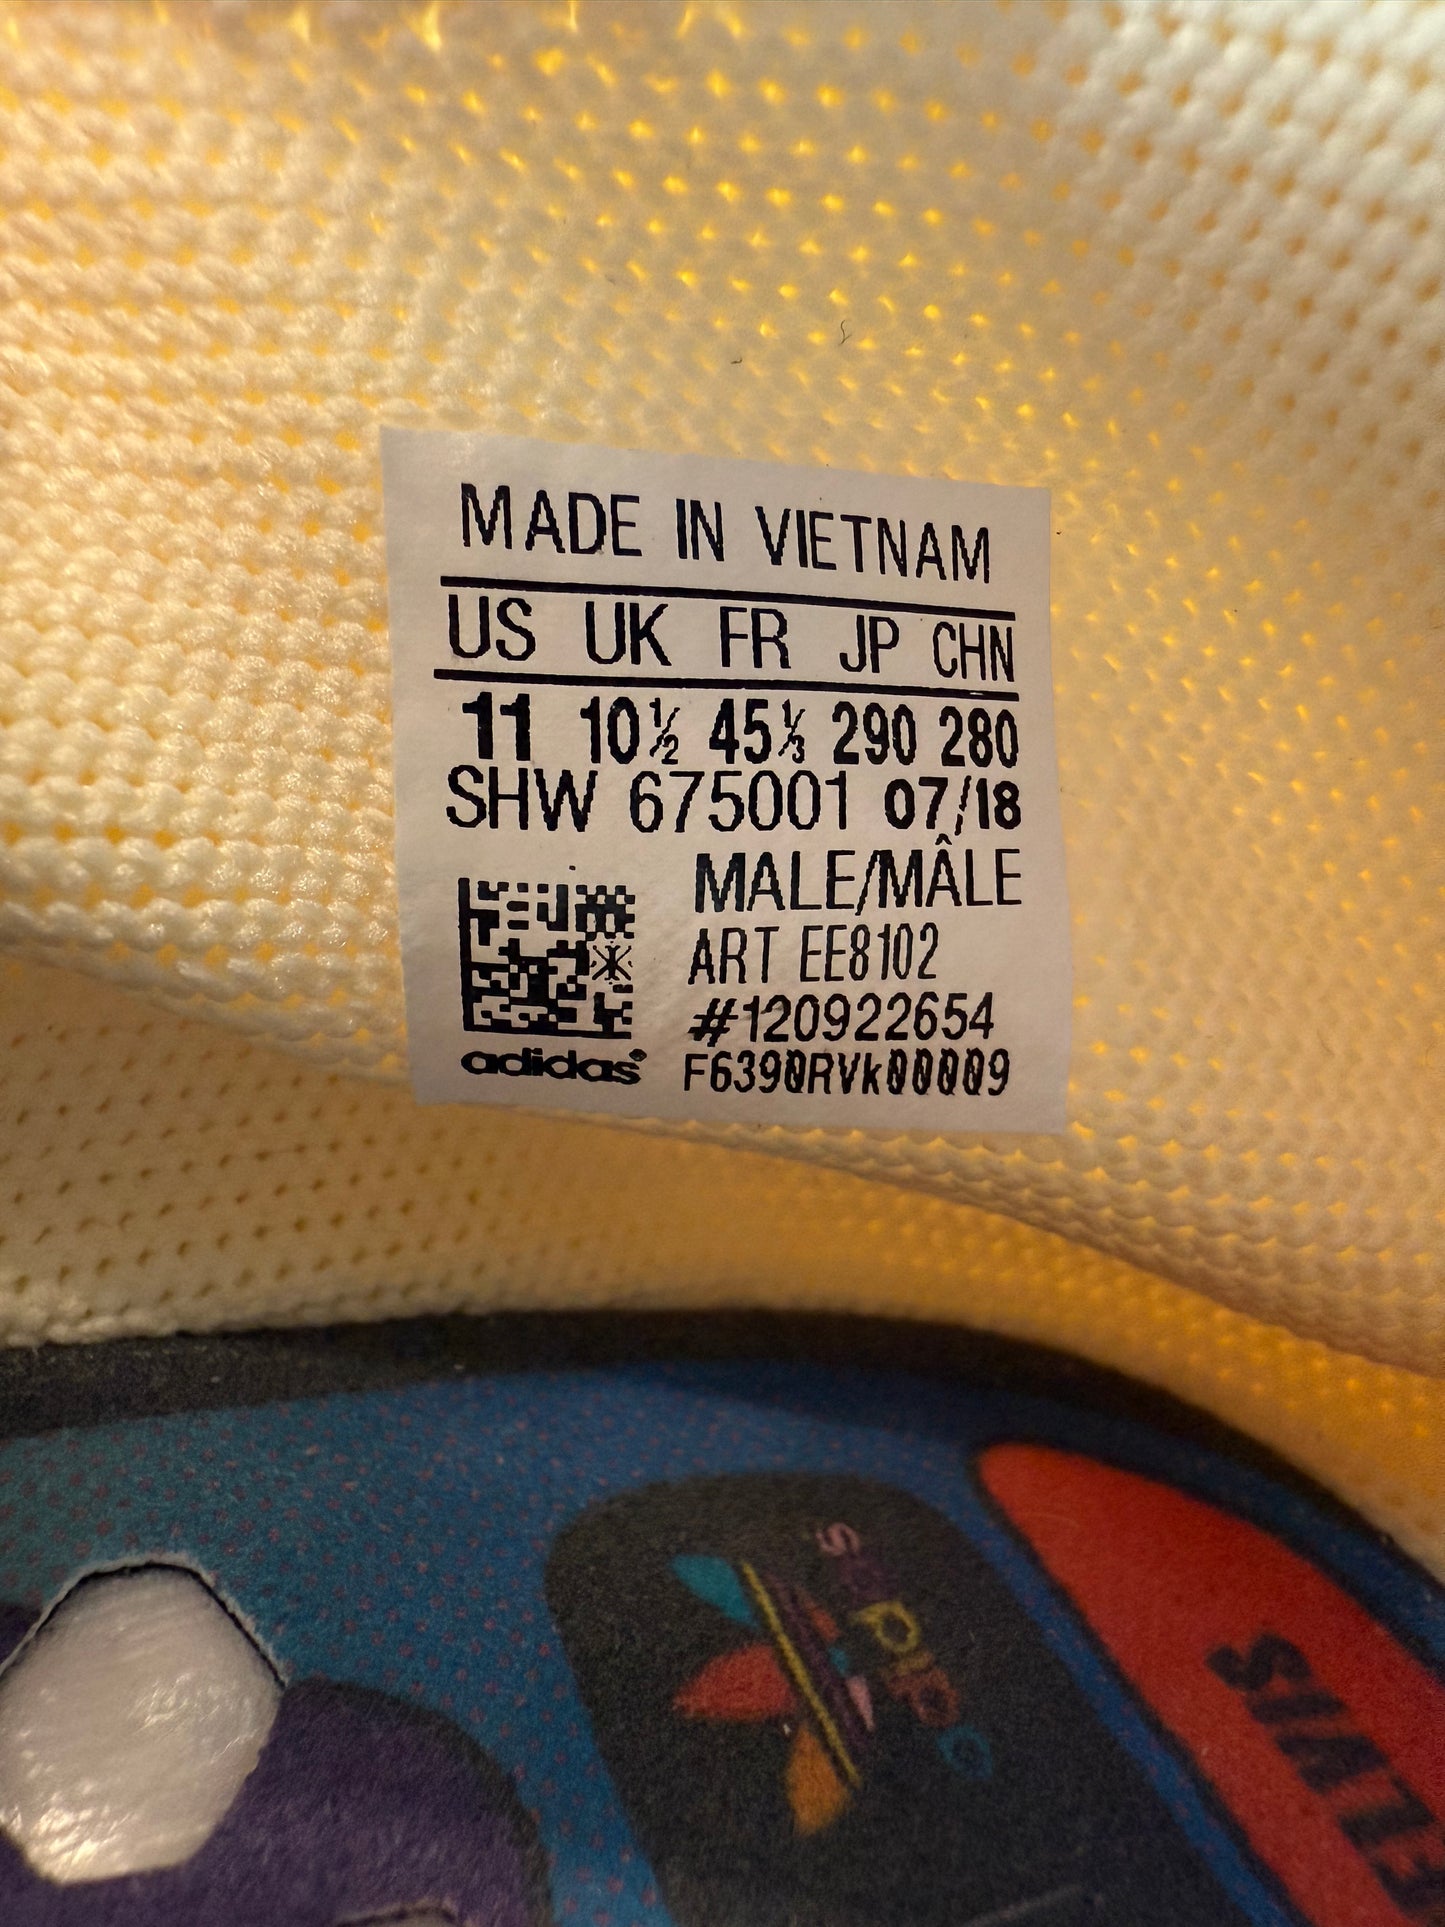 MADE IN VIETNAM
US UK FR JP CHN
11 10½ 45⅓ 290 280
SHW 675001 07/18
MALE/MÂLE
ART EE8102
#120922654
F6390RVk00009
adidas®